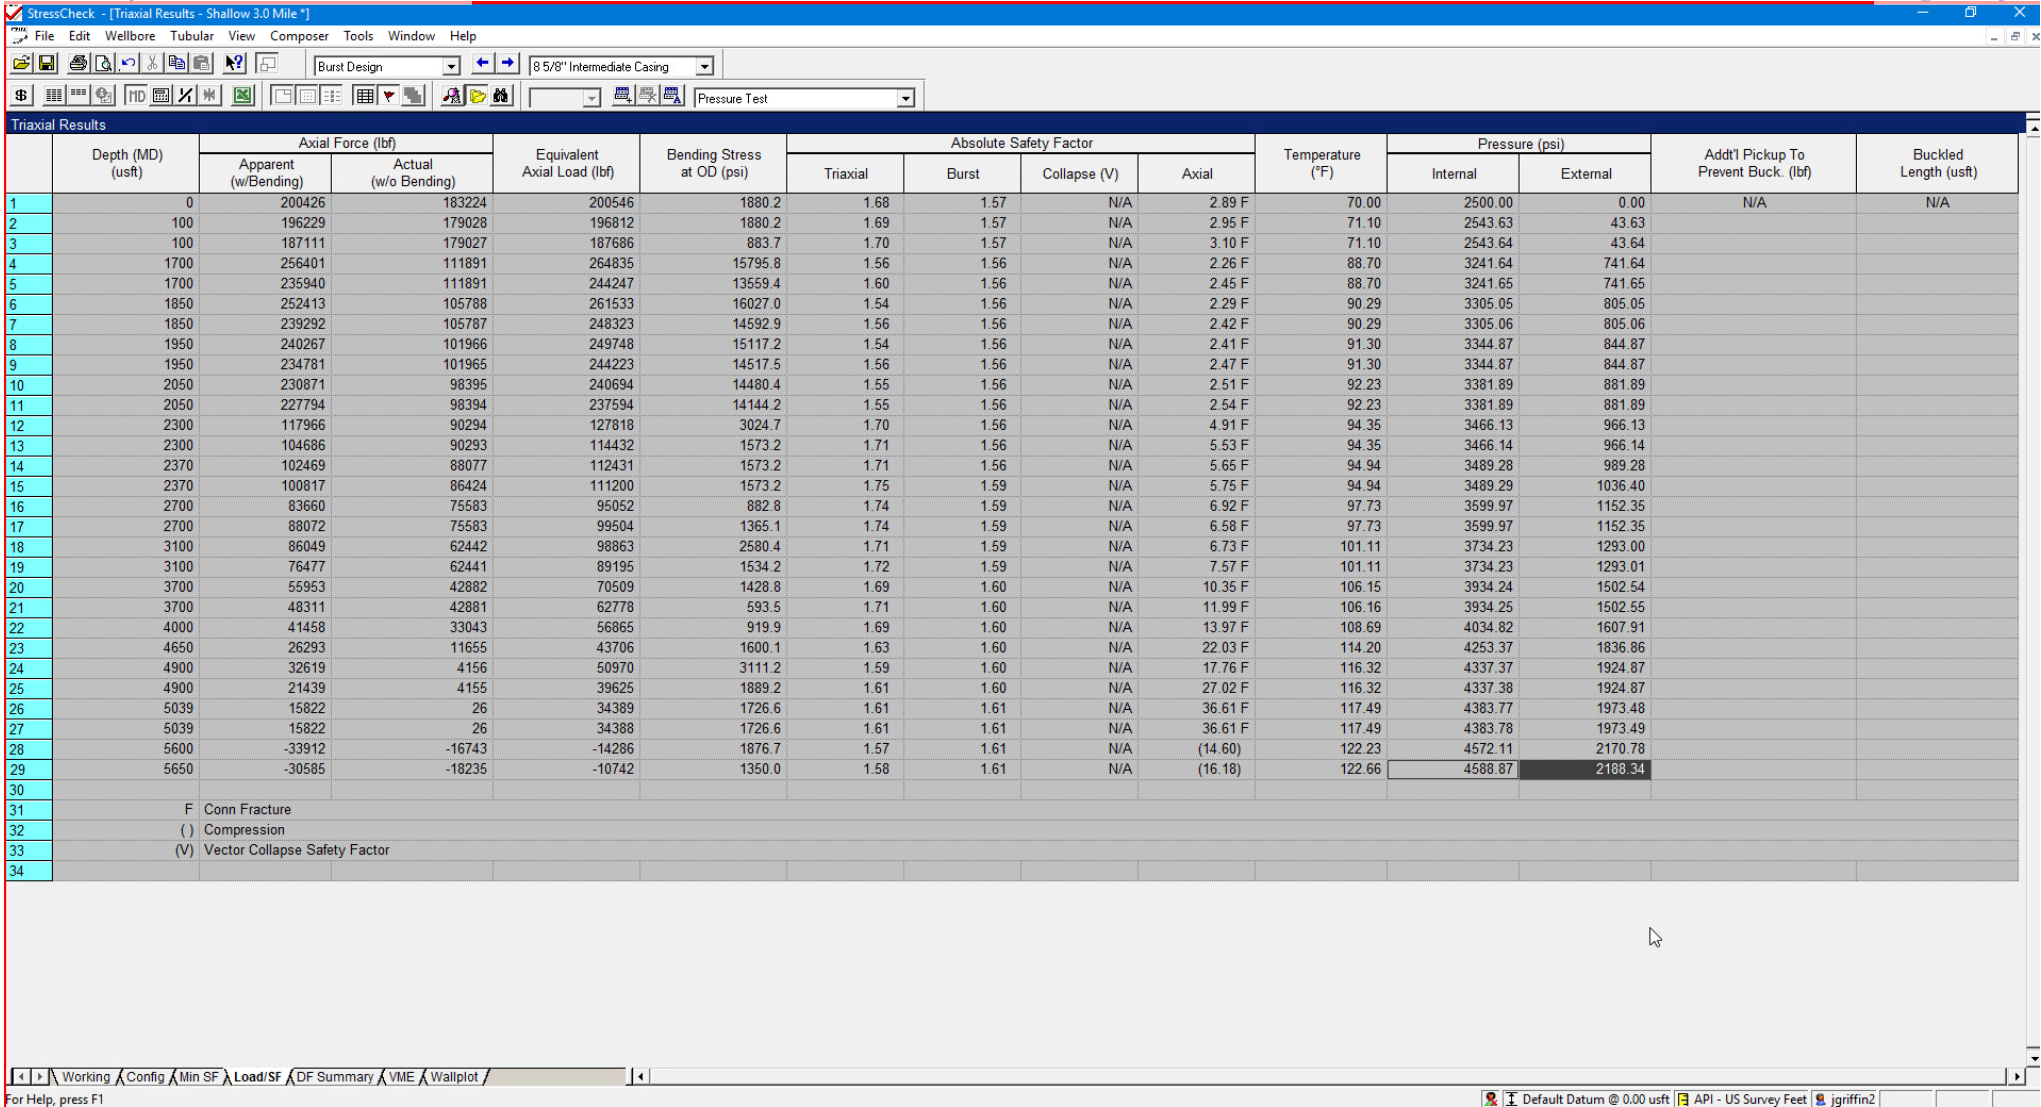 StressCheck - [Triaxial Results - Shallow 3.0 Mile *]
File Edit Wellbore Tubular View Composer Tools Window Help
Burst Design 8 5/8" Intermediate Casing
$ MD Pressure Test
Triaxial Results
Depth (MD) (usft) Axial Force (lbf) Apparent (w/Bending) Actual (w/o Bending) Equivalent Axial Load (lbf) Bending Stress at OD (psi) Absolute Safety Factor Triaxial Burst Collapse (V) Axial Temperature (°F) Pressure (psi) Internal External Addt'l Pickup To Prevent Buck. (lbf) Buckled Length (usft)
1 0 200426 183224 200546 1880.2 1.68 1.57 N/A 2.89 F 70.00 2500.00 0.00 N/A N/A
2 100 196229 179028 196812 1880.2 1.69 1.57 N/A 2.95 F 71.10 2543.63 43.63
3 100 187111 179027 187686 883.7 1.70 1.57 N/A 3.10 F 71.10 2543.64 43.64
4 1700 256401 111891 264835 15795.8 1.56 1.56 N/A 2.26 F 88.70 3241.64 741.64
5 1700 235940 111891 244247 13559.4 1.60 1.56 N/A 2.45 F 88.70 3241.65 741.65
6 1850 252413 105788 261533 16027.0 1.54 1.56 N/A 2.29 F 90.29 3305.05 805.05
7 1850 239292 105787 248323 14592.9 1.56 1.56 N/A 2.42 F 90.29 3305.06 805.06
8 1950 240267 101966 249748 15117.2 1.54 1.56 N/A 2.41 F 91.30 3344.87 844.87
9 1950 234781 101965 244223 14517.5 1.56 1.56 N/A 2.47 F 91.30 3344.87 844.87
10 2050 230871 98395 240694 14480.4 1.55 1.56 N/A 2.51 F 92.23 3381.89 881.89
11 2050 227794 98394 237594 14144.2 1.55 1.56 N/A 2.54 F 92.23 3381.89 881.89
12 2300 117966 90294 127818 3024.7 1.70 1.56 N/A 4.91 F 94.35 3466.13 966.13
13 2300 104686 90293 114432 1573.2 1.71 1.56 N/A 5.53 F 94.35 3466.14 966.14
14 2370 102469 88077 112431 1573.2 1.71 1.56 N/A 5.65 F 94.94 3489.28 989.28
15 2370 100817 86424 111200 1573.2 1.75 1.59 N/A 5.75 F 94.94 3489.29 1036.40
16 2700 83660 75583 95052 882.8 1.74 1.59 N/A 6.92 F 97.73 3599.97 1152.35
17 2700 88072 75583 99504 1365.1 1.74 1.59 N/A 6.58 F 97.73 3599.97 1152.35
18 3100 86049 62442 98863 2580.4 1.71 1.59 N/A 6.73 F 101.11 3734.23 1293.00
19 3100 76477 62441 89195 1534.2 1.72 1.59 N/A 7.57 F 101.11 3734.23 1293.01
20 3700 55953 42882 70509 1428.8 1.69 1.60 N/A 10.35 F 106.15 3934.24 1502.54
21 3700 48311 42881 62778 593.5 1.71 1.60 N/A 11.99 F 106.16 3934.25 1502.55
22 4000 41458 33043 56865 919.9 1.69 1.60 N/A 13.97 F 108.69 4034.82 1607.91
23 4650 26293 11655 43706 1600.1 1.63 1.60 N/A 22.03 F 114.20 4253.37 1836.86
24 4900 32619 4156 50970 3111.2 1.59 1.60 N/A 17.76 F 116.32 4337.37 1924.87
25 4900 21439 4155 39625 1889.2 1.61 1.60 N/A 27.02 F 116.32 4337.38 1924.87
26 5039 15822 26 34389 1726.6 1.61 1.61 N/A 36.61 F 117.49 4383.77 1973.48
27 5039 15822 26 34388 1726.6 1.61 1.61 N/A 36.61 F 117.49 4383.78 1973.49
28 5600 -33912 -16743 -14286 1876.7 1.57 1.61 N/A (14.60) 122.23 4572.11 2170.78
29 5650 -30585 -18235 -10742 1350.0 1.58 1.61 N/A (16.18) 122.66 4588.87 2188.34
30
31 F Conn Fracture
32 ( ) Compression
33 (V) Vector Collapse Safety Factor
34
Working Config Min SF Load/SF DF Summary VME Wallplot
For Help, press F1 Default Datum @ 0.00 usft API - US Survey Feet jgriffin2